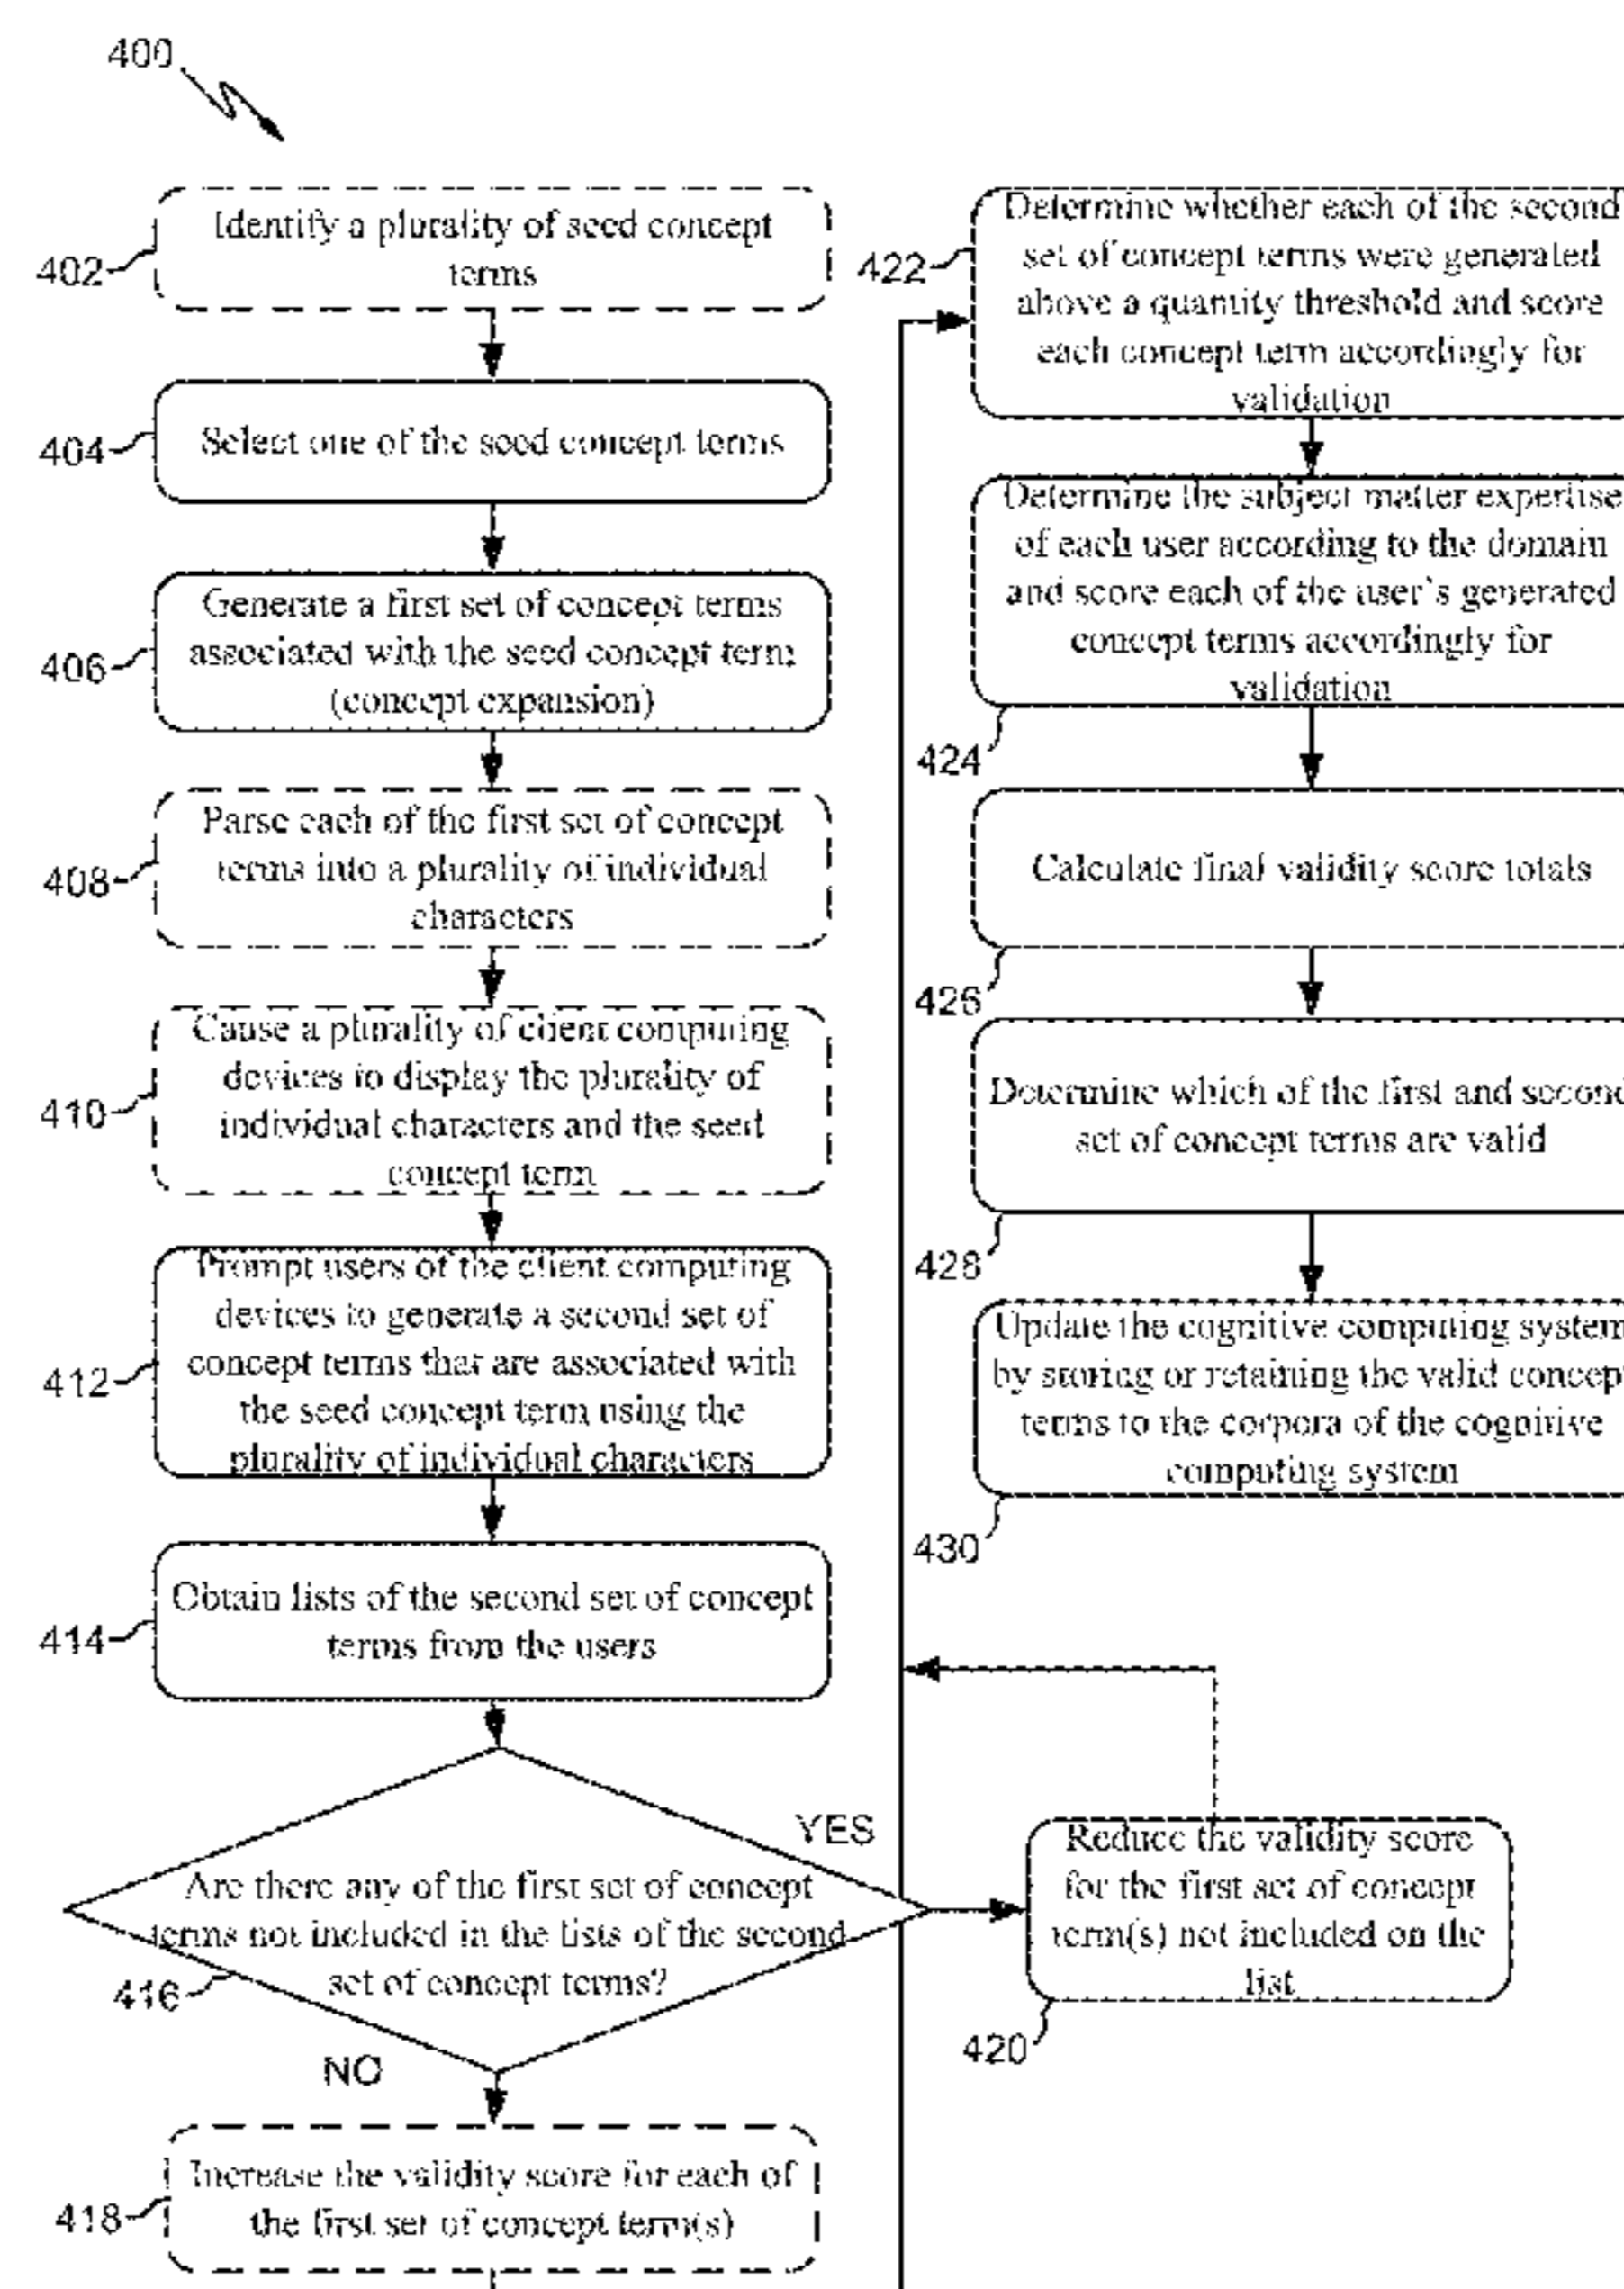 400
402
Identify a plurality of seed concept
terms
404
Select one of the seed concept terms
406
Generate a first set of concept terms
associated with the seed concept term
(concept expansion)
408
Parse each of the first set of concept
terms into a plurality of individual
characters
410
Cause a plurality of client computing
devices to display the plurality of
individual characters and the seed
concept term
412
Prompt users of the client computing
devices to generate a second set of
concept terms that are associated with
the seed concept term using the
plurality of individual characters
414
Obtain lists of the second set of concept
terms from the users
416
Are there any of the first set of concept
terms not included in the lists of the second
set of concept terms?
YES
NO
418
Increase the validity score for each of
the first set of concept term(s)
420
Reduce the validity score
for the first set of concept
term(s) not included on the
list
422
Determine whether each of the second
set of concept terms were generated
above a quantity threshold and score
each concept term accordingly for
validation
424
Determine the subject matter expertise
of each user according to the domain
and score each of the user's generated
concept terms accordingly for
validation
426
Calculate final validity score totals
428
Determine which of the first and second
set of concept terms are valid
430
Update the cognitive computing system
by storing or retaining the valid concept
terms to the corpora of the cognitive
computing system